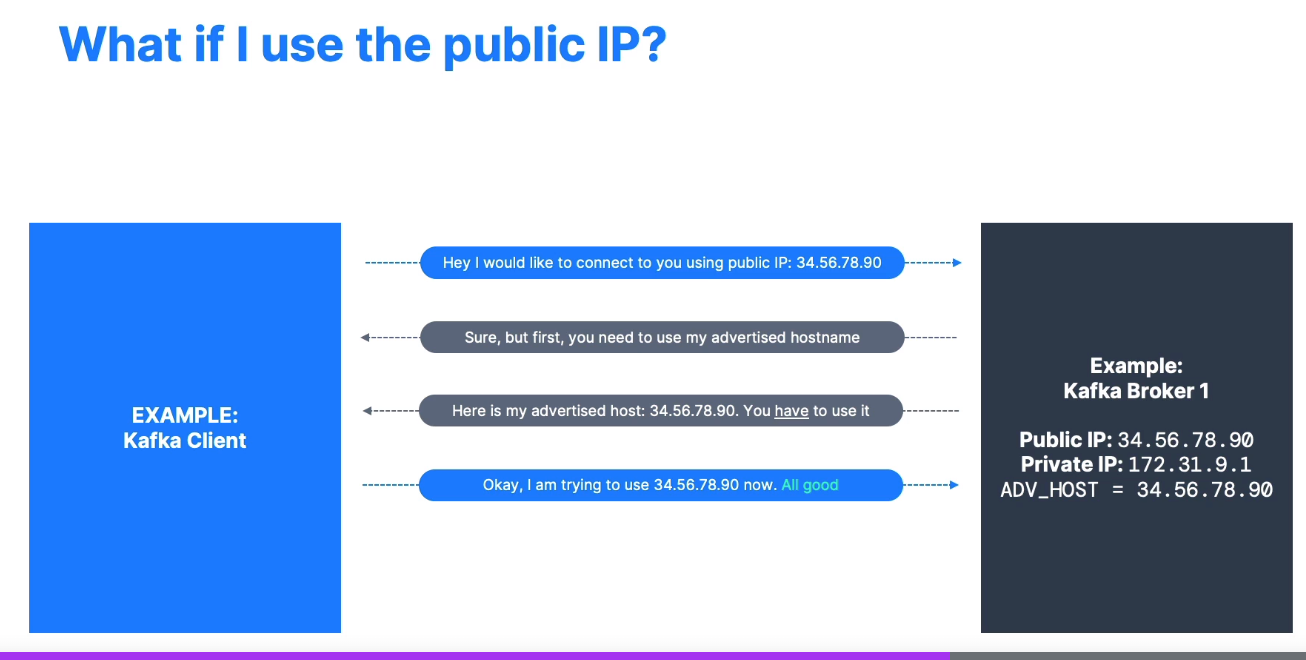 What if I use the public IP?
Hey I would like to connect to you using public IP: 34.56.78.90
Sure, but first, you need to use my advertised hostname
Here is my advertised host: 34.56.78.90. You have to use it
Okay, I am trying to use 34.56.78.90 now. All good
EXAMPLE:
Kafka Client
Example:
Kafka Broker 1
Public IP: 34.56.78.90
Private IP: 172.31.9.1
ADV_HOST = 34.56.78.90